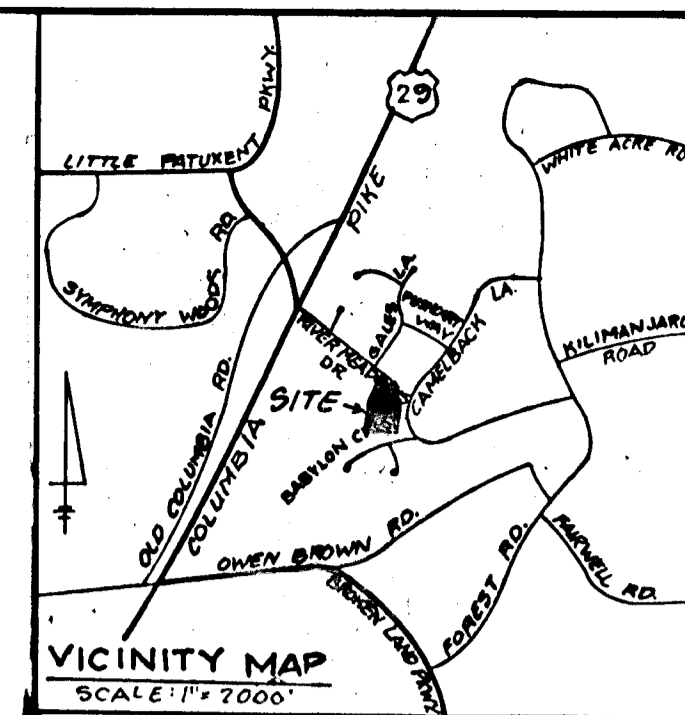 LITTLE PATUXENT PKWY.
29
PIKE
WHITE ACRE RD
SYMPHONY WOODS RD.
GALES LA.
WAY
RIVER MEADOWS DR.
CAMELBACK LA.
KILIMANJARO
ROAD
SITE
BABYLON CT
OLD COLUMBIA RD.
COLUMBIA
OWEN BROWN RD.
BROKEN LAND PKWY
FOREST RD.
FAIRWELL RD.
VICINITY MAP
SCALE: 1" = 2000'